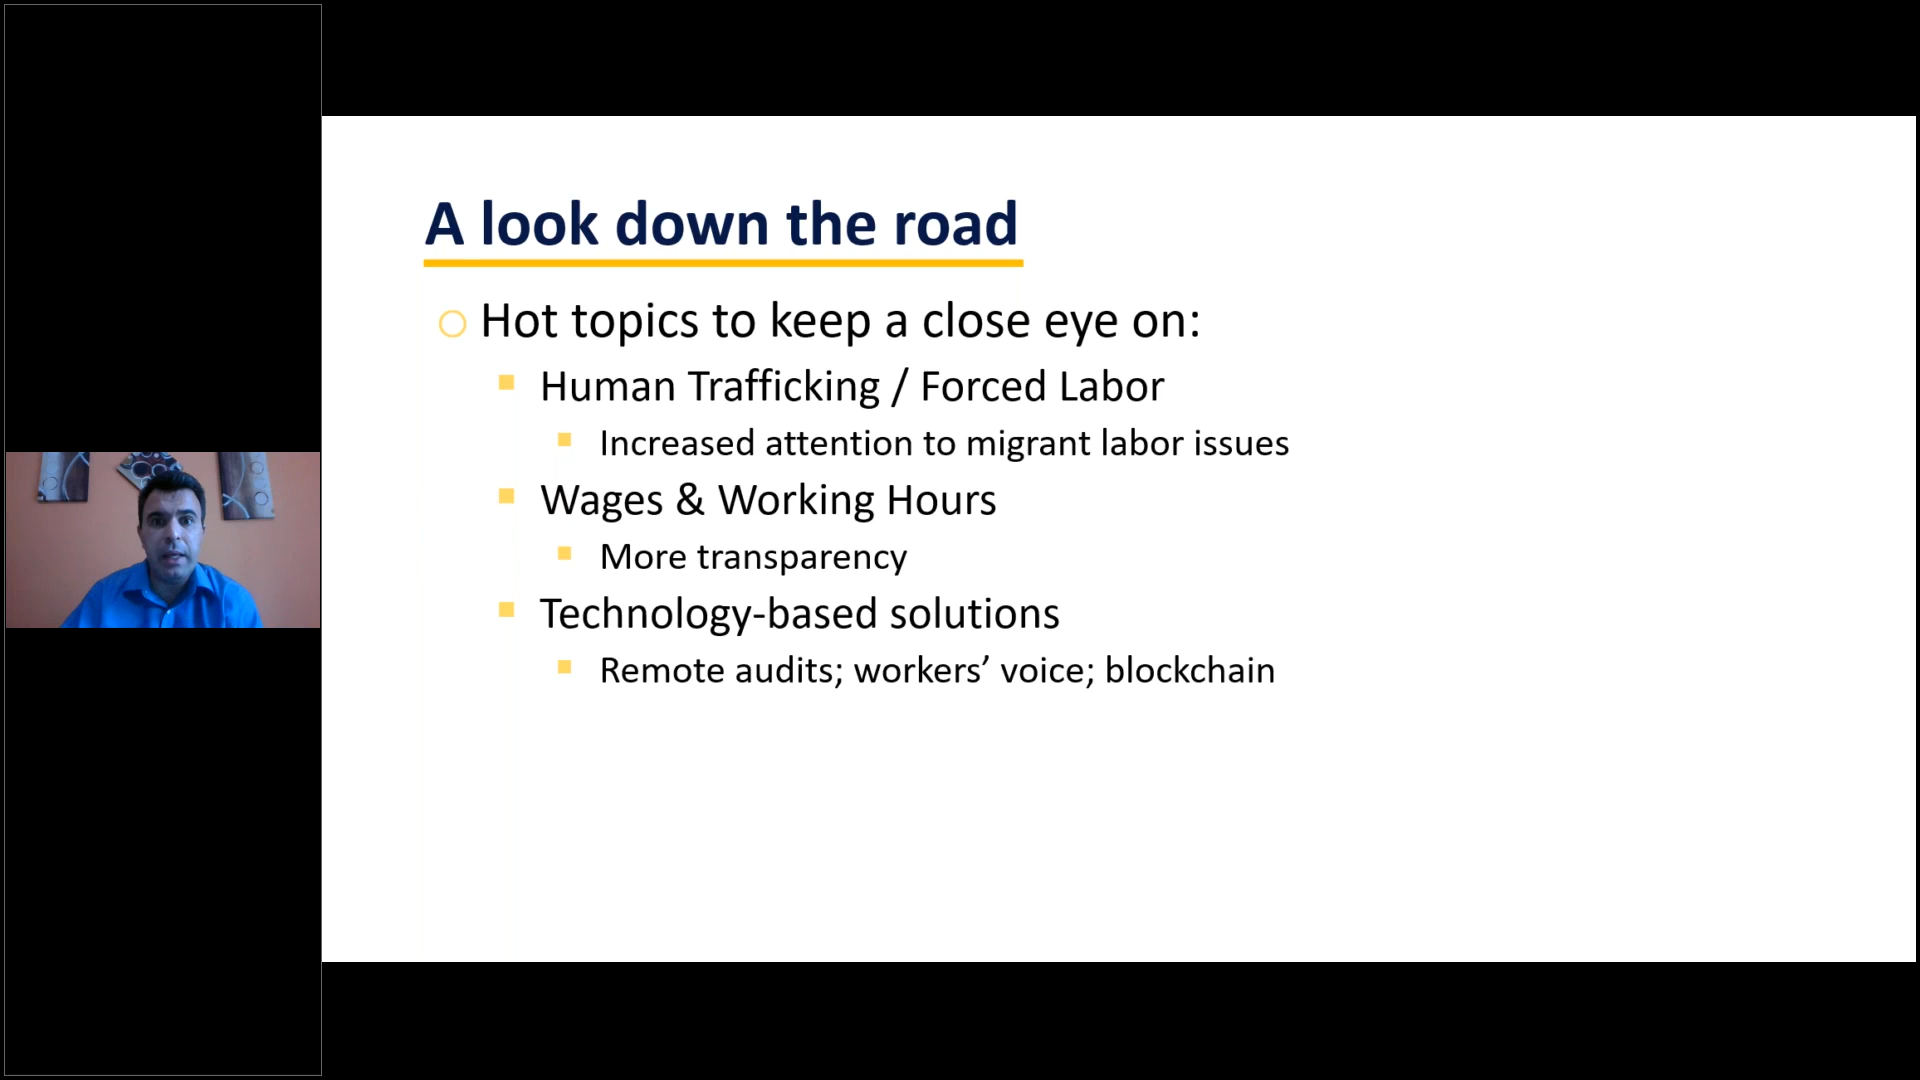 A look down the road
Hot topics to keep a close eye on:
Human Trafficking / Forced Labor
Increased attention to migrant labor issues
Wages & Working Hours
More transparency
Technology-based solutions
Remote audits; workers’ voice; blockchain